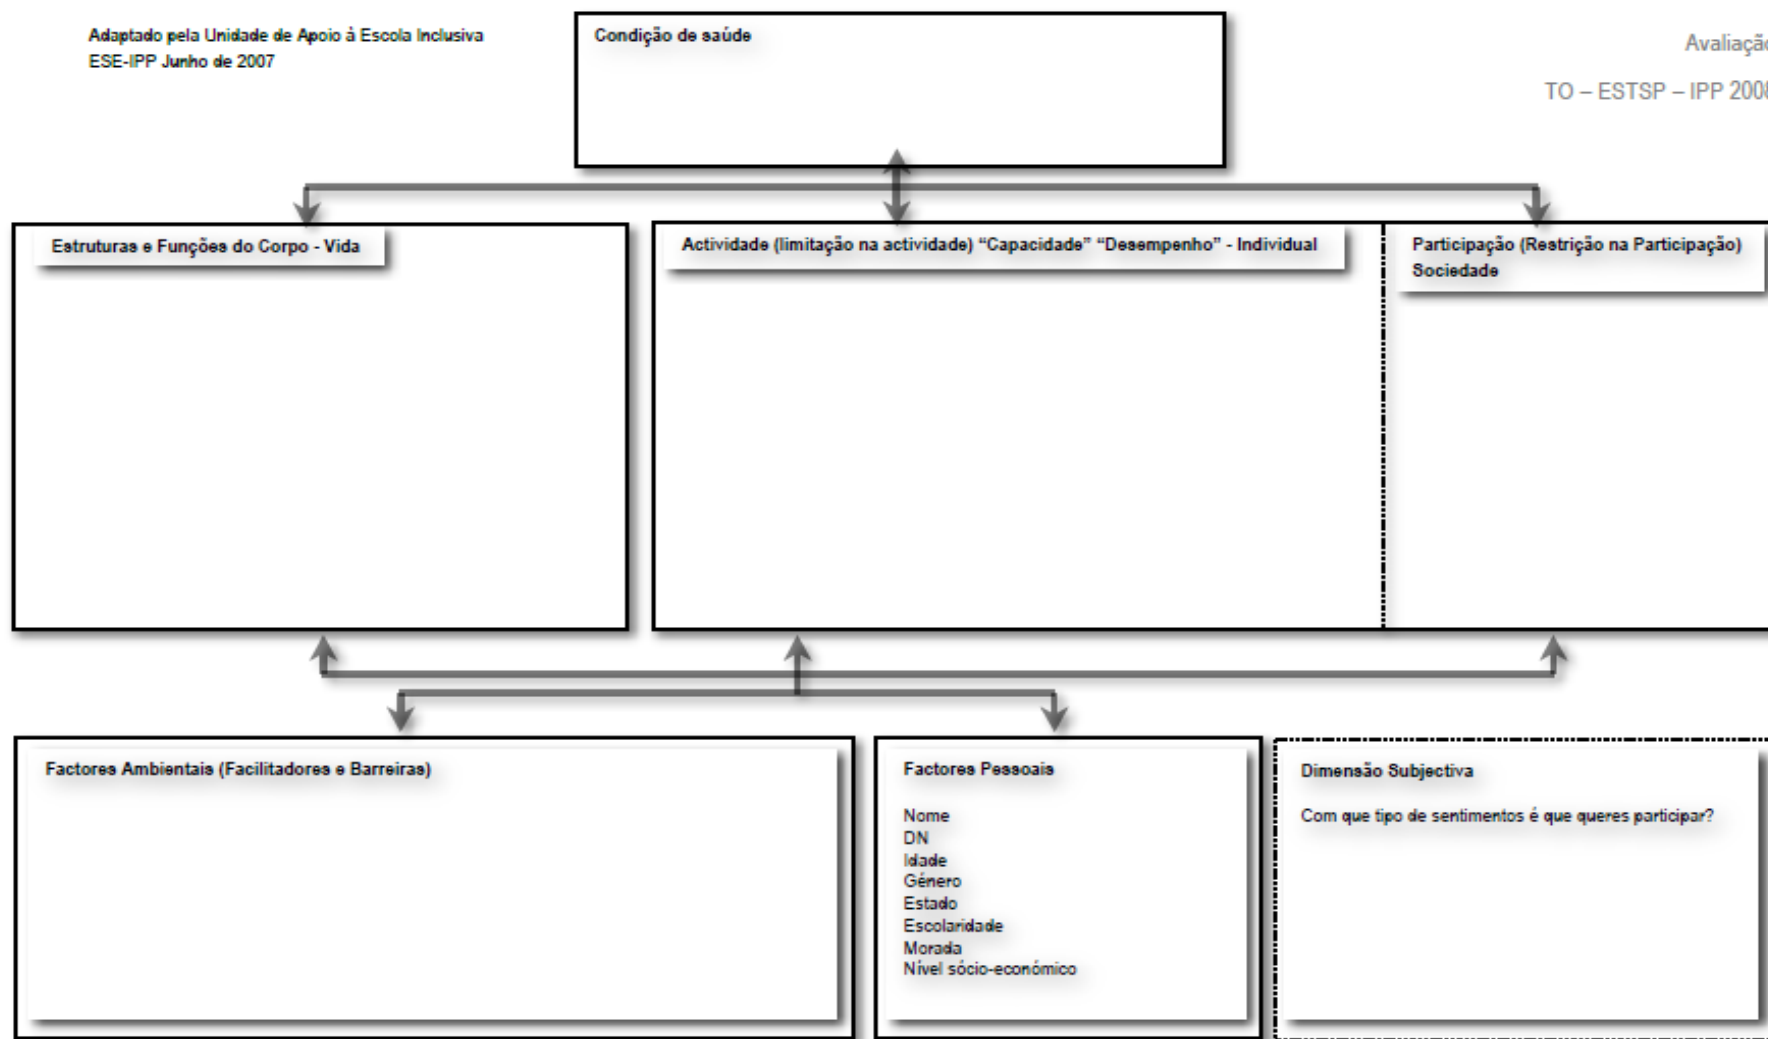 Adaptado pela Unidade de Apoio à Escola Inclusiva
ESE-IPP Junho de 2007
Condição de saúde
Avaliação
TO – ESTSP – IPP 2008
Estruturas e Funções do Corpo - Vida
Actividade (limitação na actividade) “Capacidade” “Desempenho” - Individual
Participação (Restrição na Participação)
Sociedade
Factores Ambientais (Facilitadores e Barreiras)
Factores Pessoais
Nome
DN
Idade
Género
Estado
Escolaridade
Morada
Nível sócio-económico
Dimensão Subjectiva
Com que tipo de sentimentos é que queres participar?